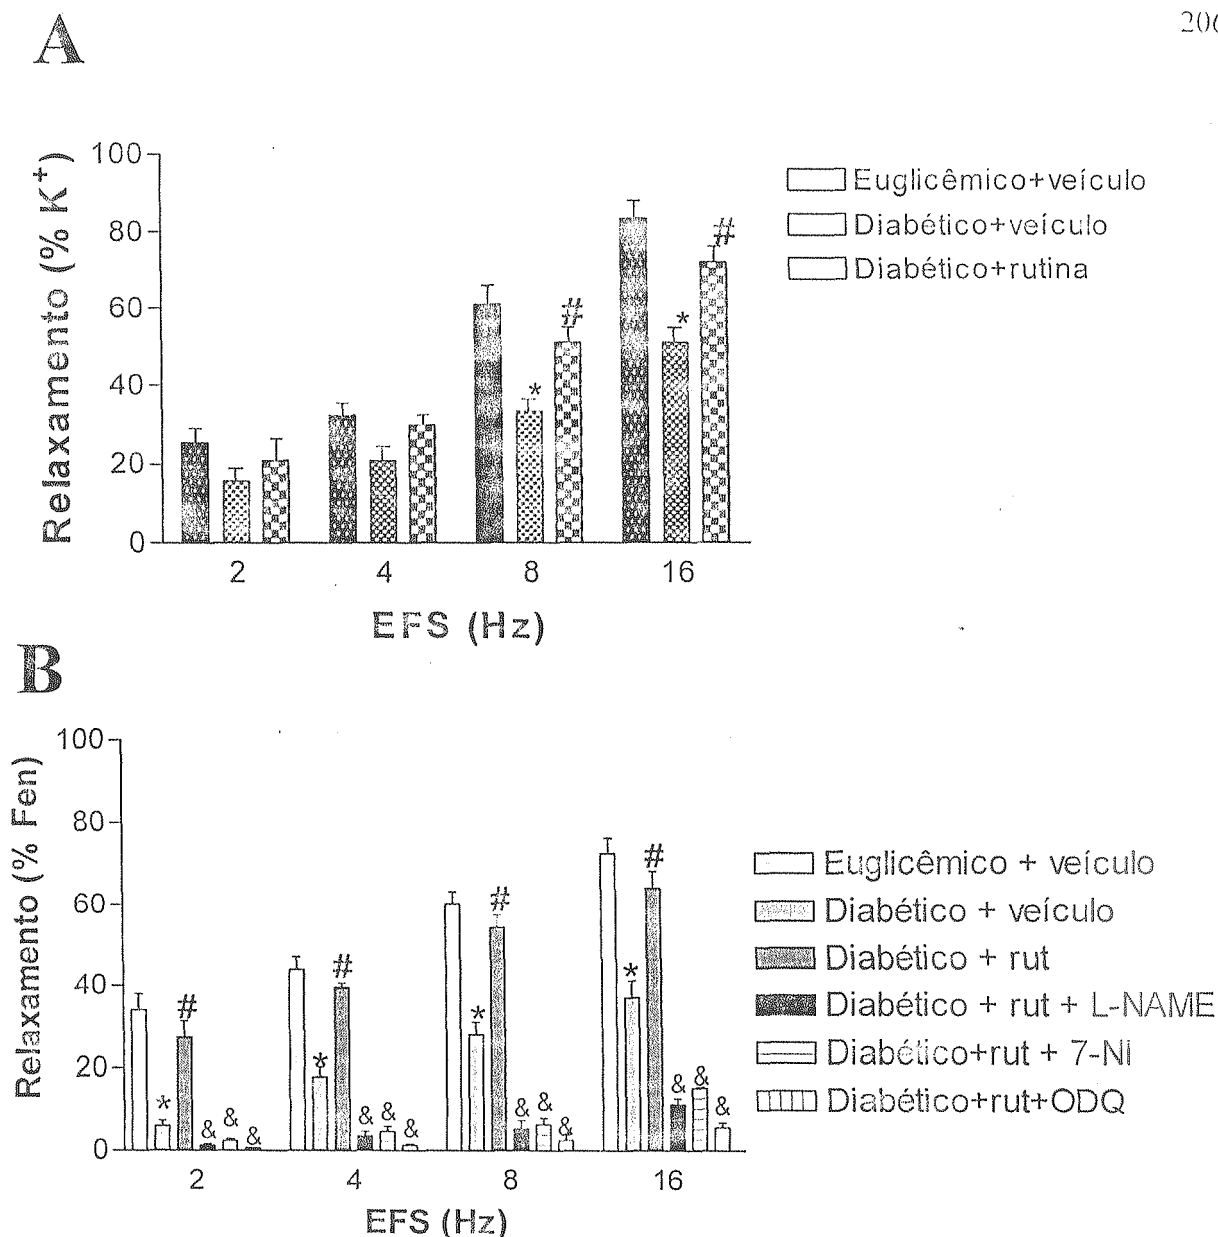 A
206
Relaxamento (% K⁺)
100
80
60
40
20
0
# 
* 
#
*
Euglicêmico+veículo
Diabético+veículo
Diabético+rutina
2 4 8 16
EFS (Hz)
B
Relaxamento (% Fen)
100
80
60
40
20
0
* # & & &
* # & & &
* # & & &
* # & & &
Euglicêmico + veículo
Diabético + veículo
Diabético + rut
Diabético + rut + L-NAME
Diabético+rut + 7-NI
Diabético+rut+ODQ
2 4 8 16
EFS (Hz)